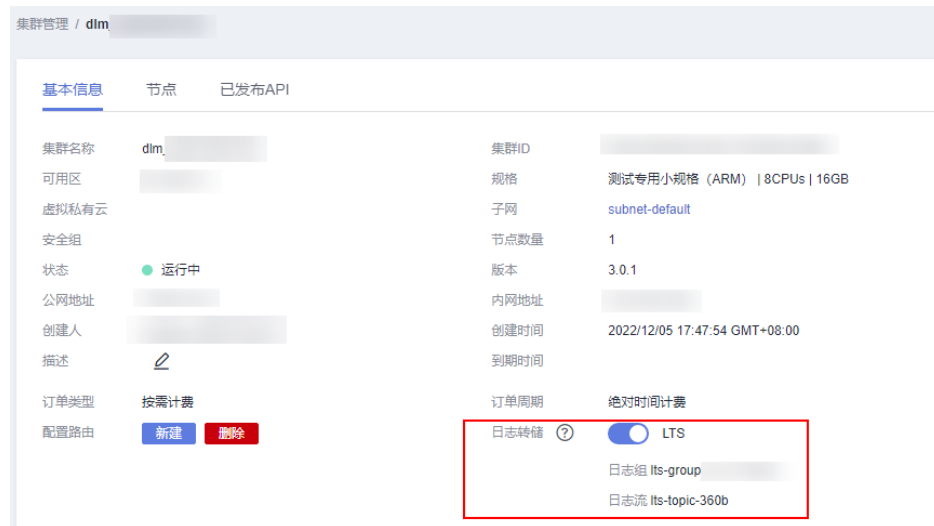 集群管理 / dlm_
基本信息 节点 已发布API
集群名称 dlm_ 集群ID
可用区 规格 测试专用小规格（ARM） | 8CPUs | 16GB
虚拟私有云 子网 subnet-default
安全组 节点数量 1
状态 运行中 版本 3.0.1
公网地址 内网地址
创建人 创建时间 2022/12/05 17:47:54 GMT+08:00
描述 到期时间
订单类型 按需计费 订单周期 绝对时间计费
配置路由 新建 删除 日志转储 ? LTS
日志组 lts-group
日志流 lts-topic-360b